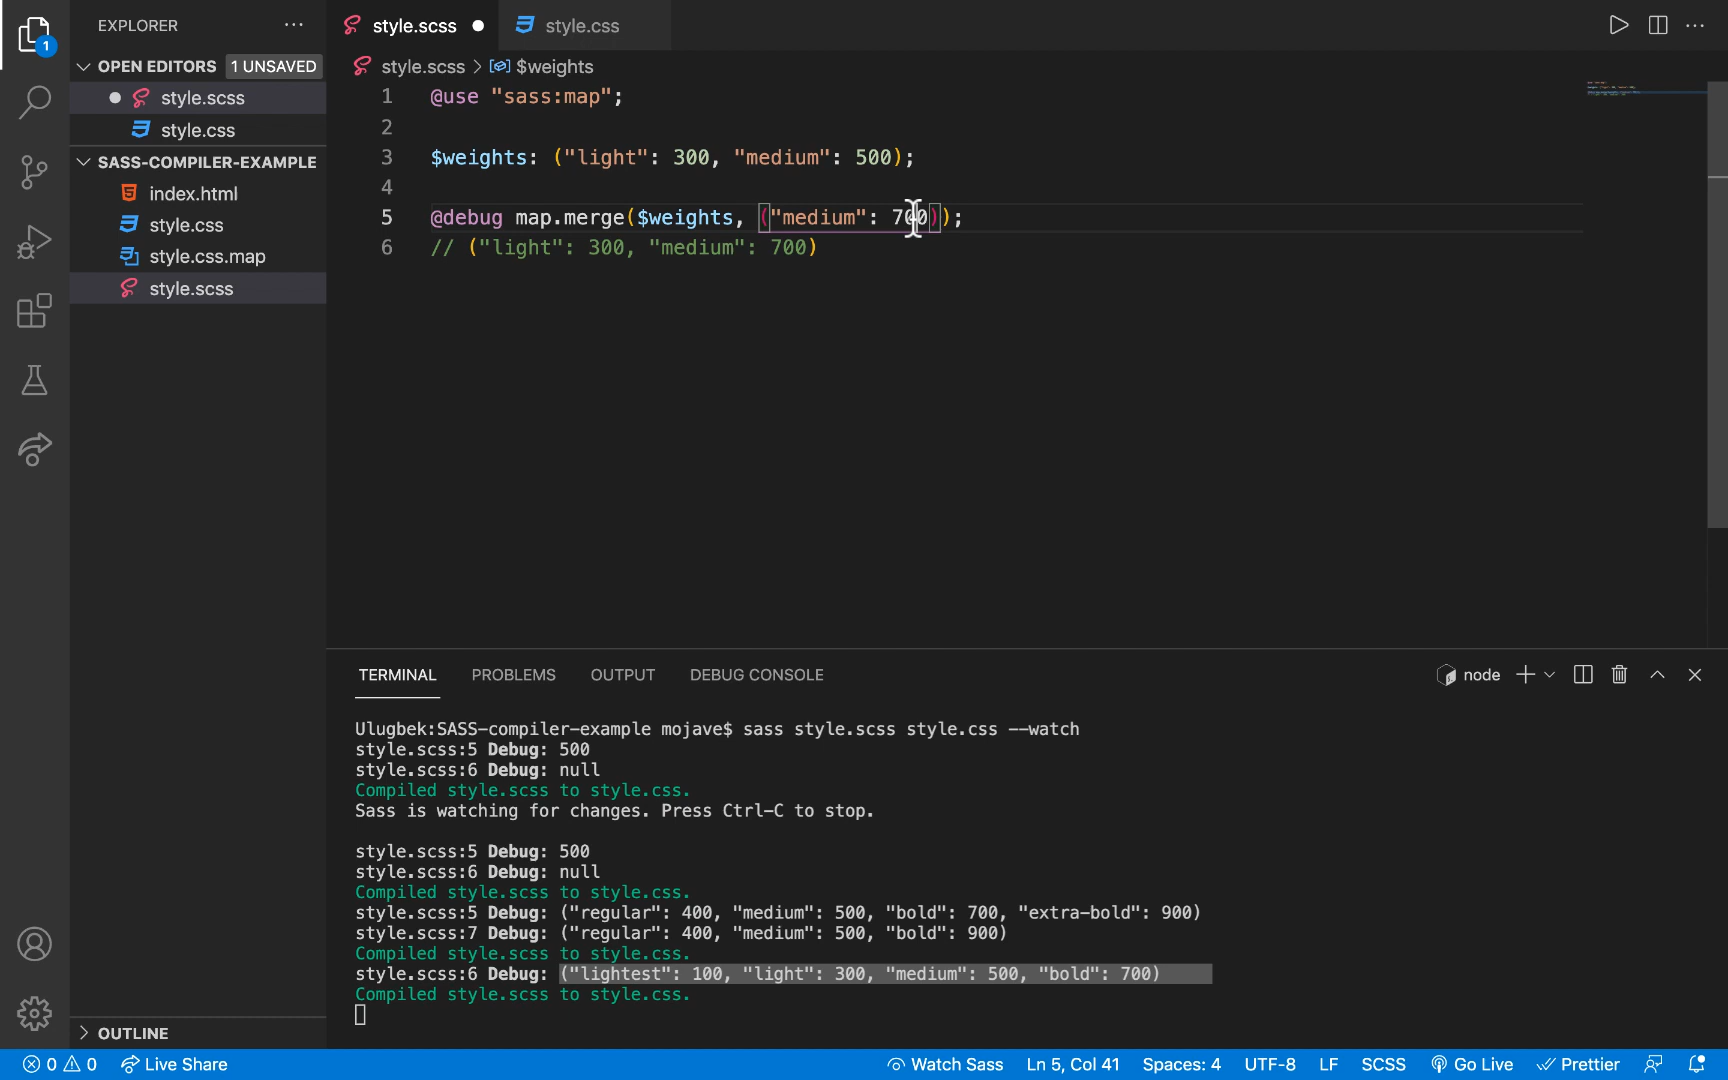 EXPLORER
OPEN EDITORS 1 UNSAVED
style.scss
style.css
SASS-COMPILER-EXAMPLE
index.html
style.css
style.css.map
style.scss
OUTLINE
1
style.scss
style.css
style.scss > $weights
1 @use "sass:map";
2
3 $weights: ("light": 300, "medium": 500);
4
5 @debug map.merge($weights, ("medium": 700));
6 // ("light": 300, "medium": 700)
TERMINAL PROBLEMS OUTPUT DEBUG CONSOLE
node
Ulugbek:SASS-compiler-example mojave$ sass style.scss style.css --watch
style.scss:5 Debug: 500
style.scss:6 Debug: null
Compiled style.scss to style.css.
Sass is watching for changes. Press Ctrl-C to stop.
style.scss:5 Debug: 500
style.scss:6 Debug: null
Compiled style.scss to style.css.
style.scss:5 Debug: ("regular": 400, "medium": 500, "bold": 700, "extra-bold": 900)
style.scss:7 Debug: ("regular": 400, "medium": 500, "bold": 900)
Compiled style.scss to style.css.
style.scss:6 Debug: ("lightest": 100, "light": 300, "medium": 500, "bold": 700)
Compiled style.scss to style.css.
0 0 Live Share Watch Sass Ln 5, Col 41 Spaces: 4 UTF-8 LF SCSS Go Live Prettier